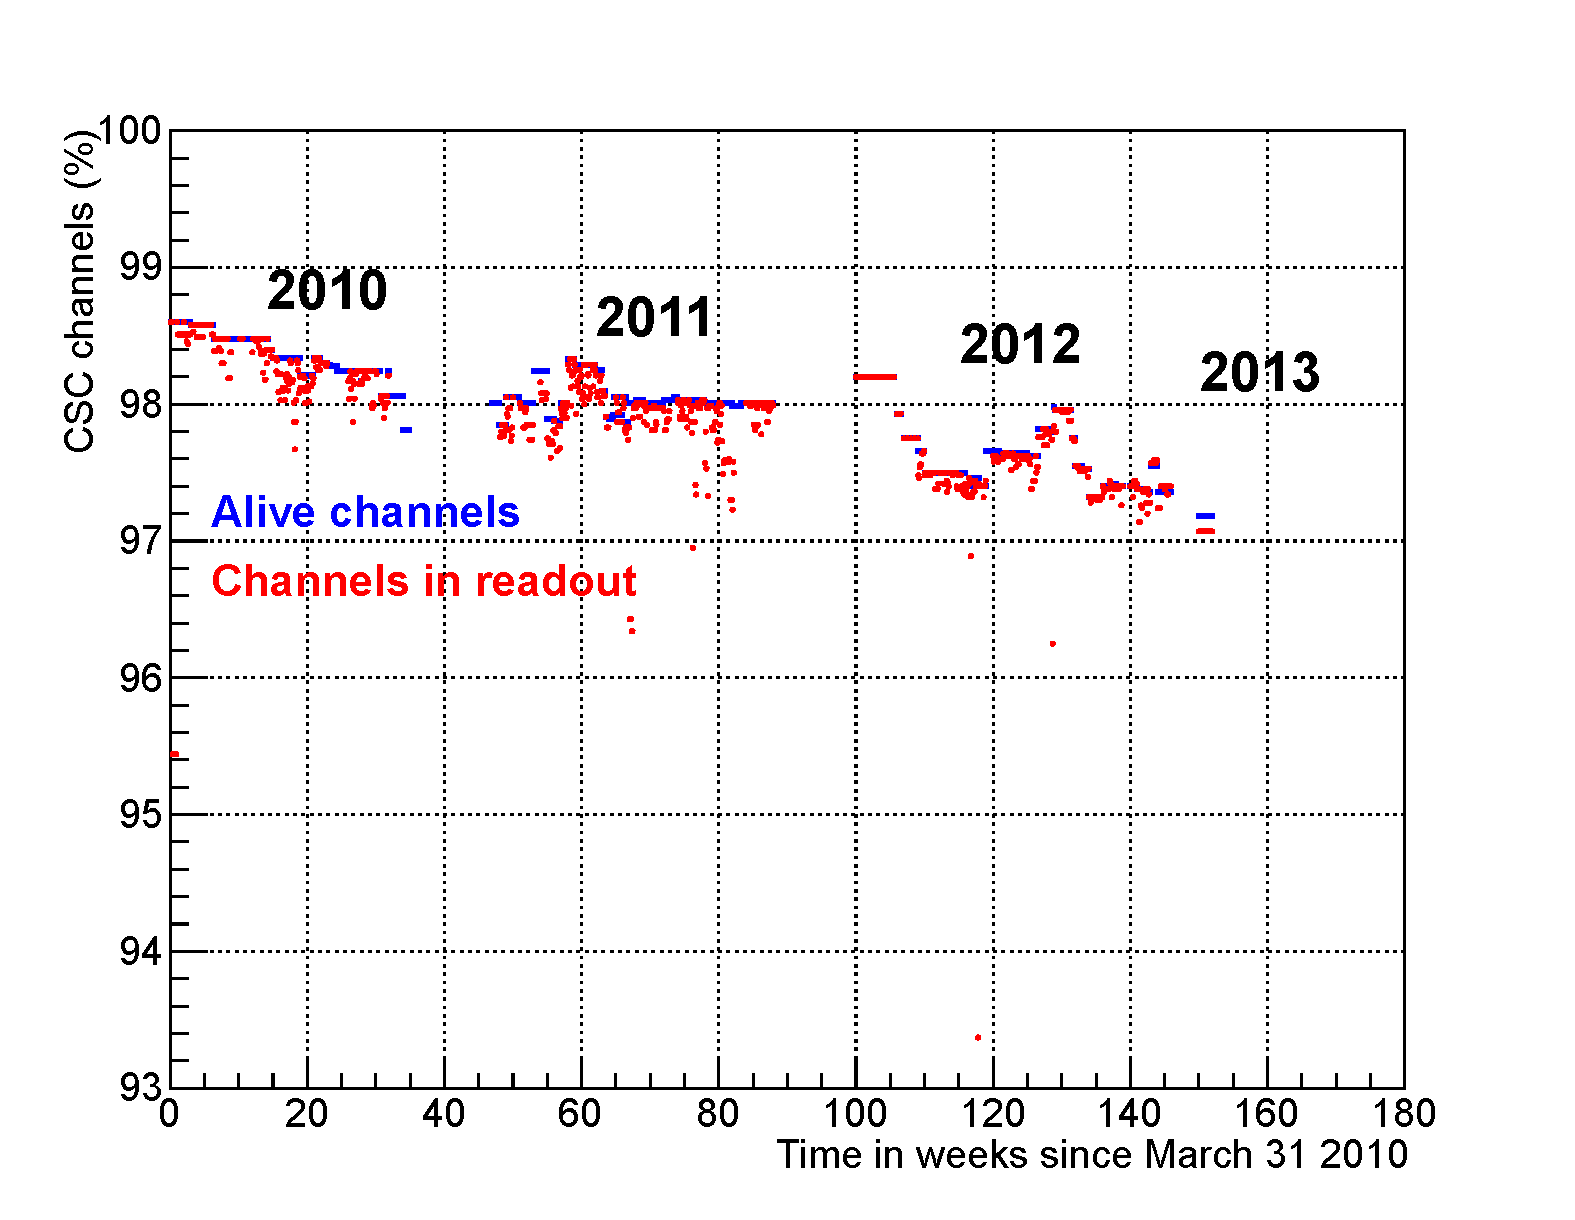 CSC channels (%)
100
99
98
97
96
95
94
93
2010
2011
2012
2013
Alive channels
Channels in readout
0 20 40 60 80 100 120 140 160 180
Time in weeks since March 31 2010